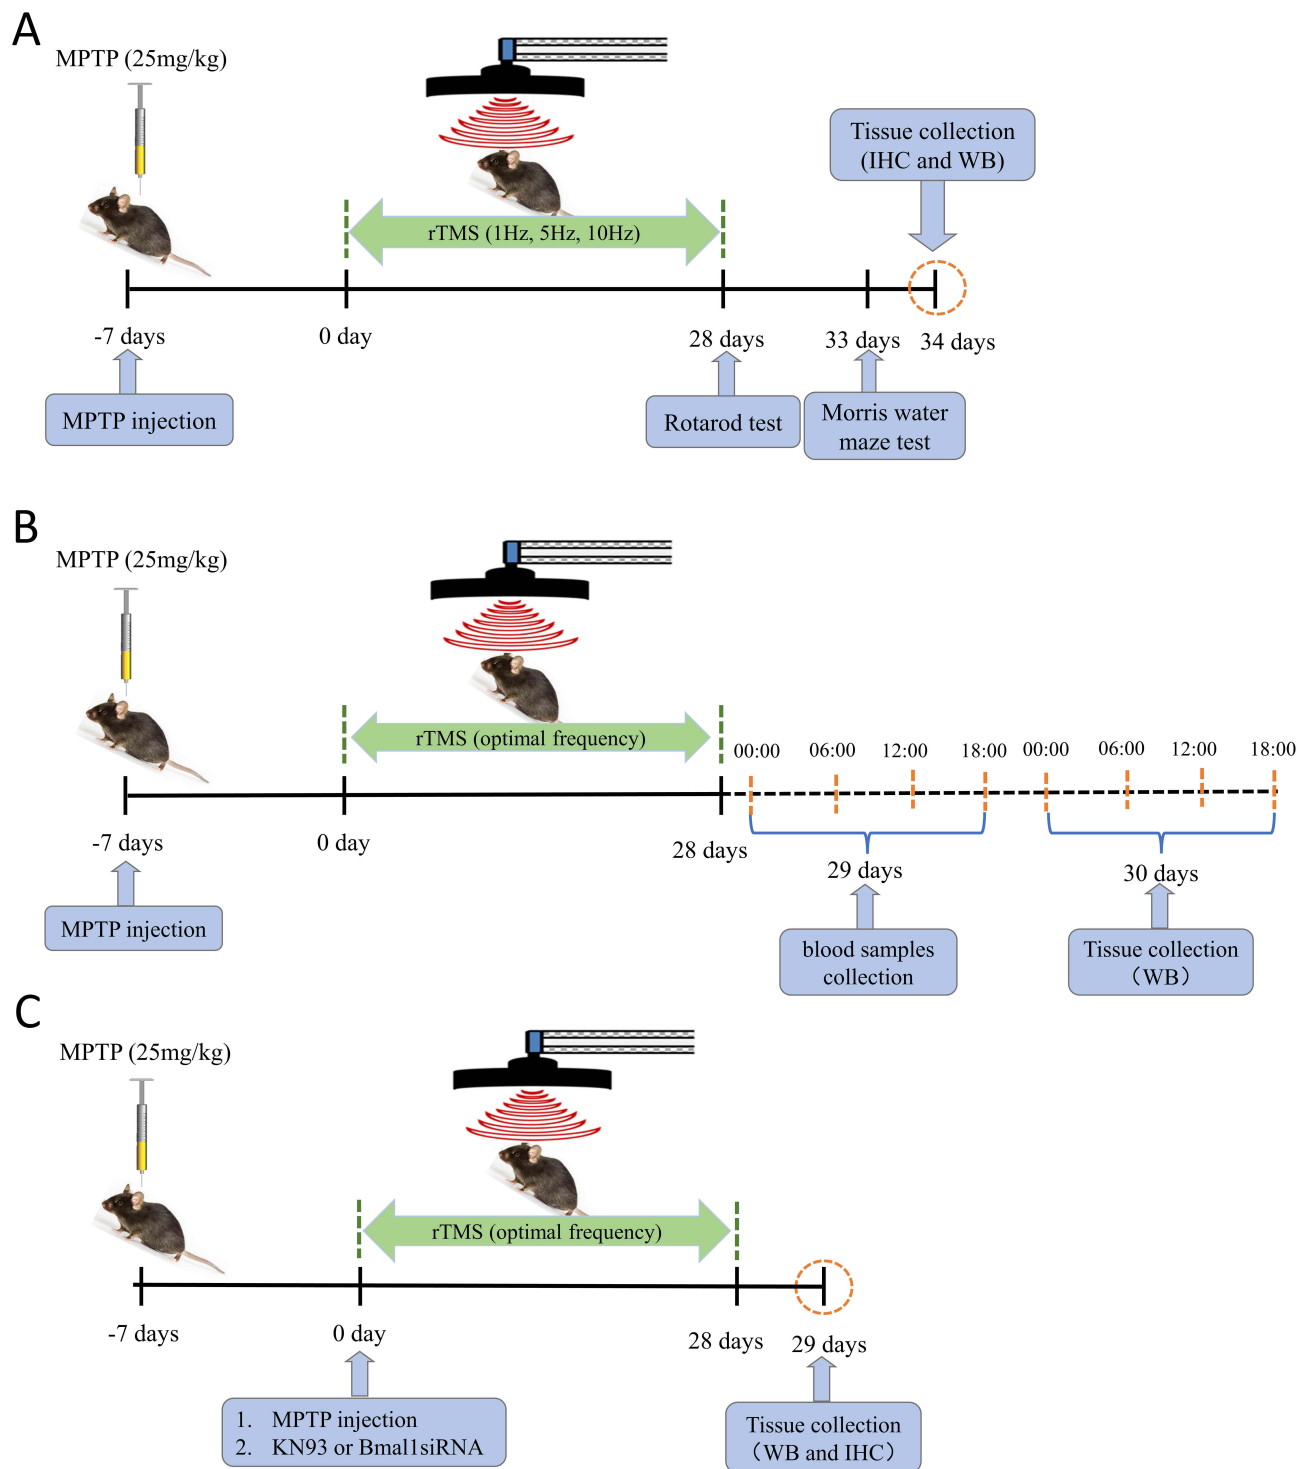 A
MPTP (25mg/kg)
Tissue collection
(IHC and WB)
rTMS (1Hz, 5Hz, 10Hz)
-7 days
0 day
28 days
33 days
34 days
MPTP injection
Rotarod test
Morris water
maze test
B
MPTP (25mg/kg)
rTMS (optimal frequency)
00:00
06:00
12:00
18:00
00:00
06:00
12:00
18:00
-7 days
0 day
28 days
29 days
30 days
MPTP injection
blood samples
collection
Tissue collection
（WB）
C
MPTP (25mg/kg)
rTMS (optimal frequency)
-7 days
0 day
28 days
29 days
1. MPTP injection
2. KN93 or Bmal1siRNA
Tissue collection
（WB and IHC）